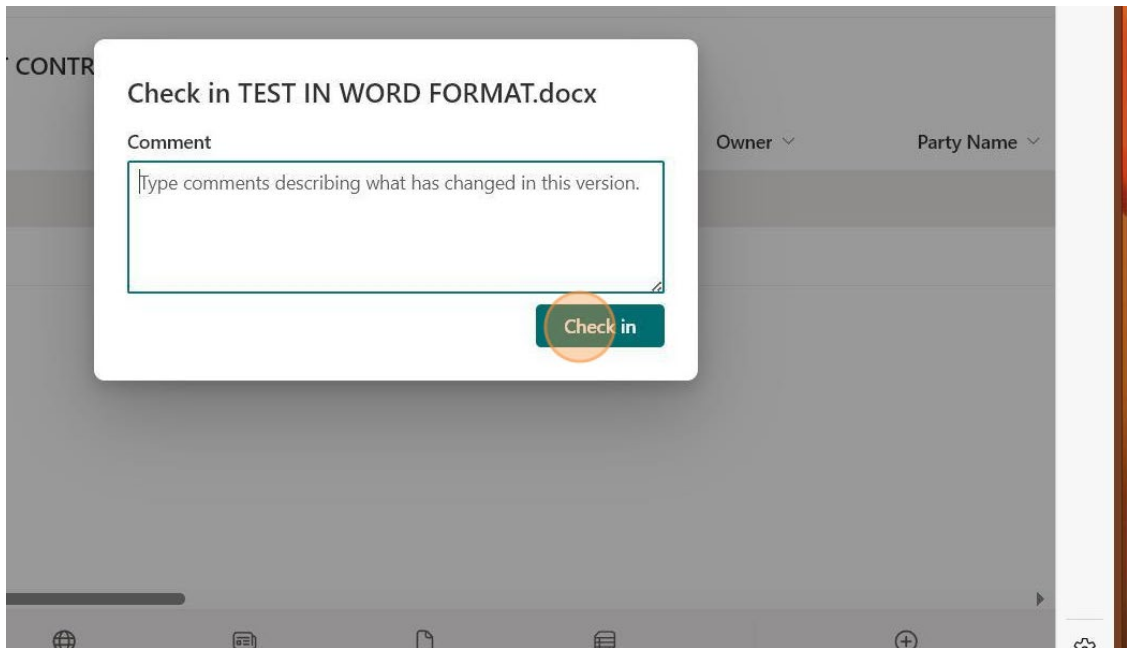 CONTR
Check in TEST IN WORD FORMAT.docx
Comment
Owner
Party Name
Type comments describing what has changed in this version.
Check in